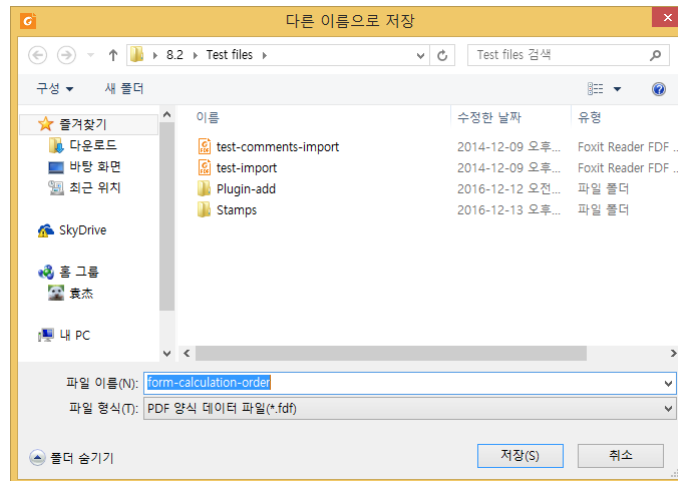 다른 이름으로 저장
8.2 ▸ Test files ▸
Test files 검색
구성 ▾ 새 폴더
이름 수정한 날짜 유형
즐겨찾기
다운로드
바탕 화면
최근 위치
SkyDrive
홈 그룹
袁杰
내 PC
test-comments-import 2014-12-09 오후... Foxit Reader FDF ..
test-import 2014-12-09 오후... Foxit Reader FDF ..
Plugin-add 2016-12-12 오전... 파일 폴더
Stamps 2016-12-13 오후... 파일 폴더
파일 이름(N): form-calculation-order
파일 형식(T): PDF 양식 데이터 파일(*.fdf)
폴더 숨기기
저장(S) 취소